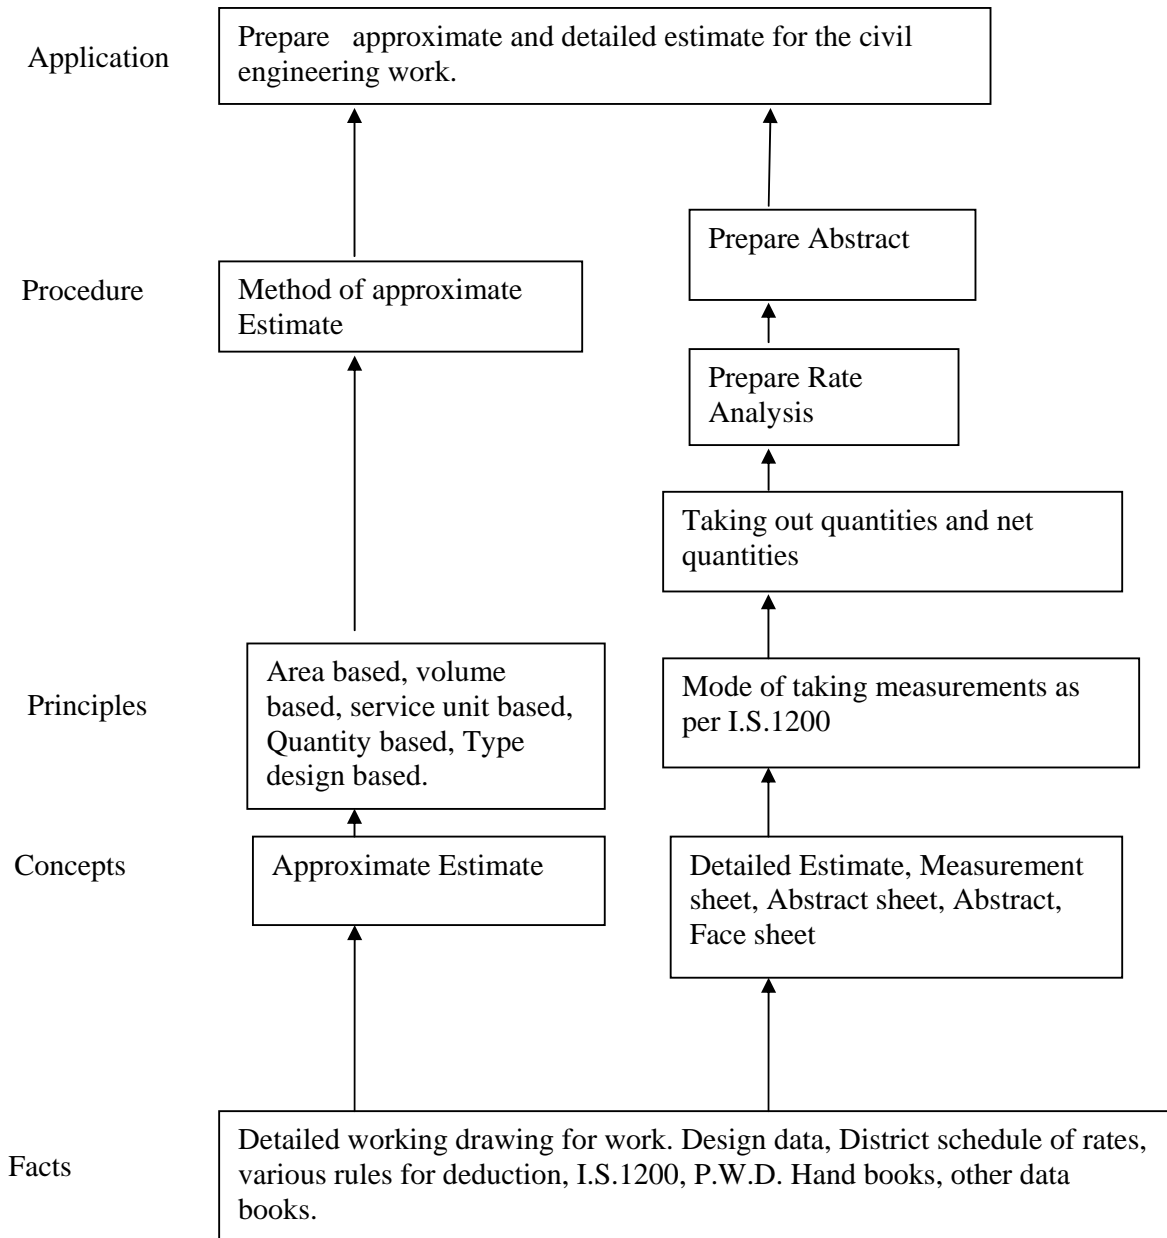 Application
Prepare   approximate and detailed estimate for the civil
engineering work.
Prepare Abstract
Procedure
Method of approximate
Estimate
Prepare Rate
Analysis
Taking out quantities and net
quantities
Principles
Area based, volume
based, service unit based,
Quantity based, Type
design based.
Mode of taking measurements as
per I.S.1200
Concepts
Approximate Estimate
Detailed Estimate, Measurement
sheet, Abstract sheet, Abstract,
Face sheet
Facts
Detailed working drawing for work. Design data, District schedule of rates,
various rules for deduction, I.S.1200, P.W.D. Hand books, other data
books.